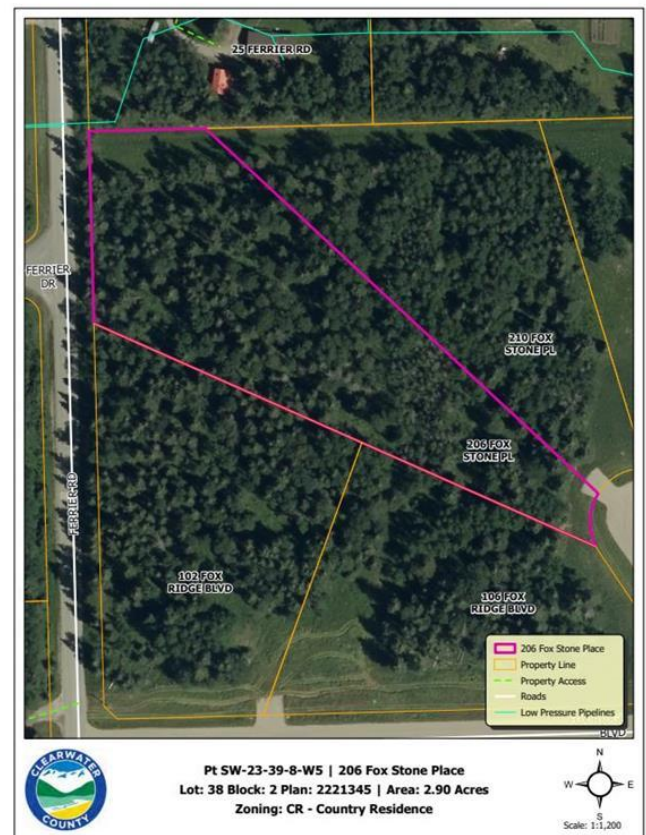 25 FERRIER RD
FERRIER
DR
210 FOX
STONE PL
206 FOX
STONE PL
FERRIER RD
102 FOX
RIDGE BLVD
106 FOX
RIDGE BLVD
206 Fox Stone Place
Property Line
Property Access
Roads
Low Pressure Pipelines
BLVD
CLEARWATER
COUNTY
Pt SW-23-39-8-W5 | 206 Fox Stone Place
Lot: 38 Block: 2 Plan: 2221345 | Area: 2.90 Acres
Zoning: CR - Country Residence
N
W E
S
Scale: 1:1,200